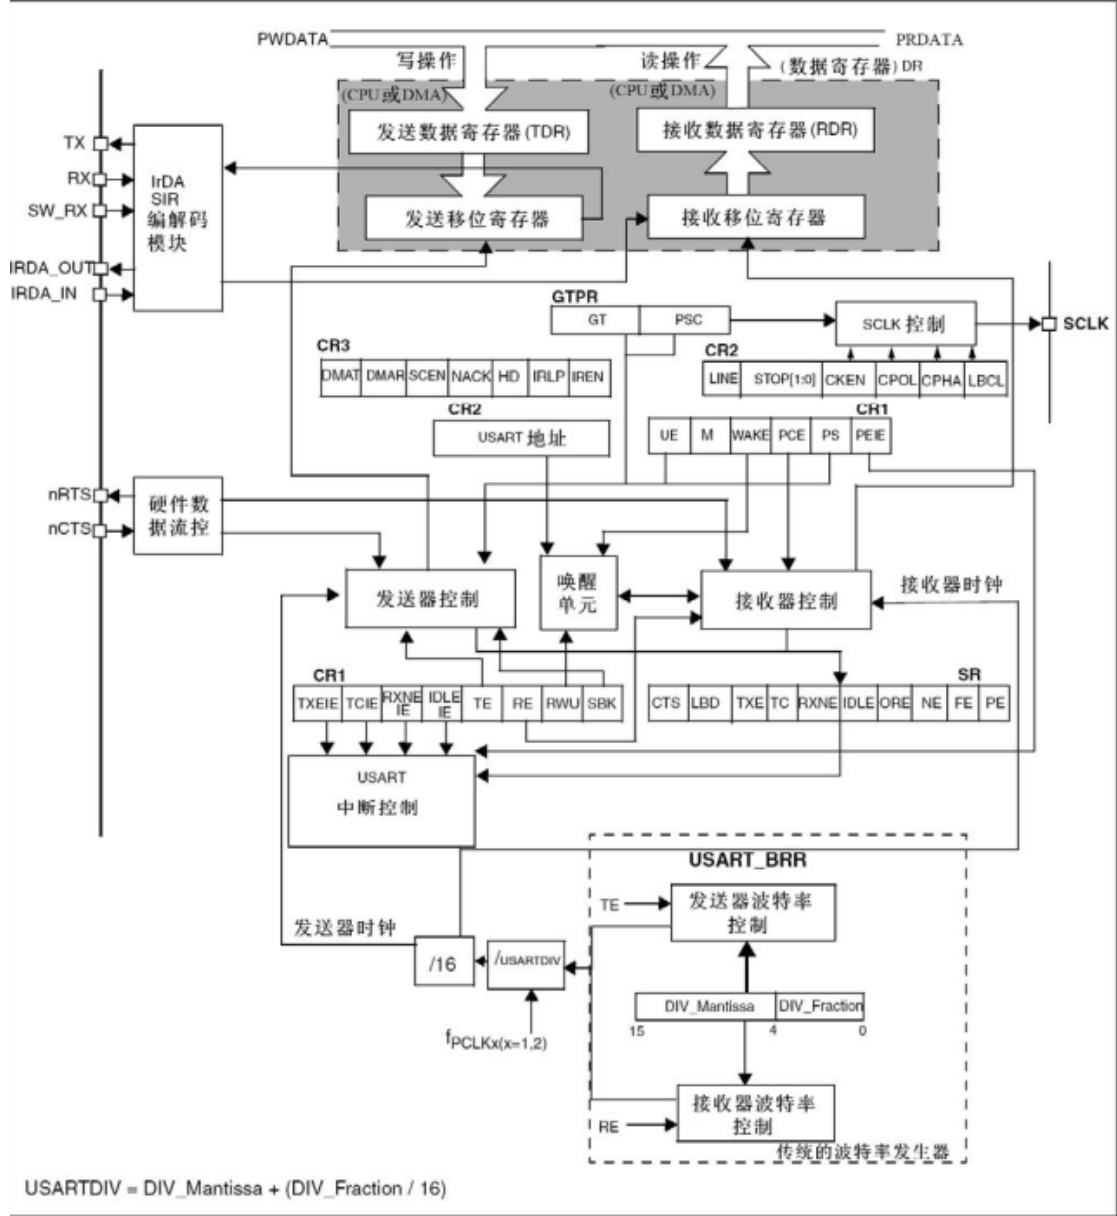 PWDATA
PRDATA
写操作
读操作
(数据寄存器) DR
(CPU或DMA)
(CPU或DMA)
发送数据寄存器(TDR)
接收数据寄存器(RDR)
TX
RX
SW_RX
IRDA_OUT
IRDA_IN
IrDA
SIR
编解码
模块
发送移位寄存器
接收移位寄存器
GTPR
GT
PSC
SCLK 控制
SCLK
CR3
DMAT
DMAR
SCEN
NACK
HD
IRLP
IREN
CR2
LINE
STOP[1:0]
CKEN
CPOL
CPHA
LBCL
CR2
USART 地址
CR1
UE
M
WAKE
PCE
PS
PEIE
nRTS
nCTS
硬件数
据流控
发送器控制
唤醒
单元
接收器控制
接收器时钟
CR1
TXEIE
TCIE
RXNE
IE
IDLE
IE
TE
RE
RWU
SBK
SR
CTS
LBD
TXE
TC
RXNE
IDLE
ORE
NE
FE
PE
USART
中断控制
USART_BRR
TE
发送器波特率
控制
发送器时钟
/16
/USARTDIV
fPCLKx(x=1,2)
DIV_Mantissa
DIV_Fraction
15
4
0
接收器波特率
控制
RE
传统的波特率发生器
USARTDIV = DIV_Mantissa + (DIV_Fraction / 16)